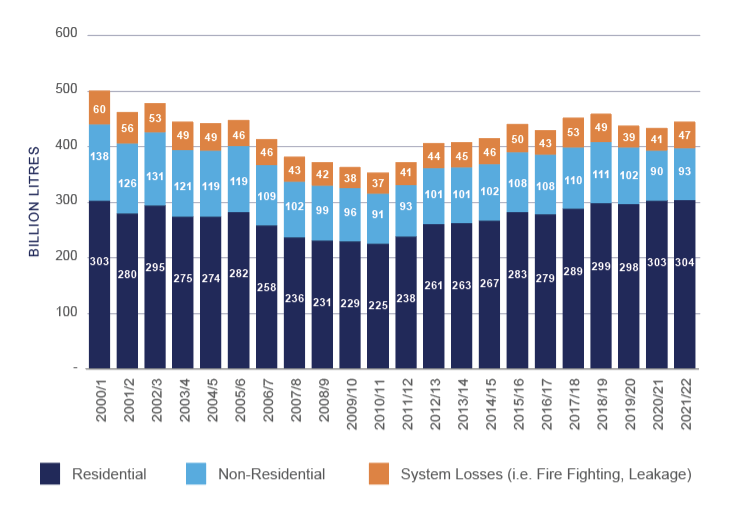 600
500
400
300
200
100
-
BILLION LITRES
60 56 53 49 49 46 46 43 42 38 37 41 44 45 46 50 43 53 49 39 41 47
138 126 131 121 119 119 109 102 99 96 91 93 101 101 102 108 108 110 111 102 90 93
303 280 295 275 274 282 258 236 231 229 225 238 261 263 267 283 279 289 299 298 303 304
2000/1 2001/2 2002/3 2003/4 2004/5 2005/6 2006/7 2007/8 2008/9 2009/10 2010/11 2011/12 2012/13 2013/14 2014/15 2015/16 2016/17 2017/18 2018/19 2019/20 2020/21 2021/22
Residential Non-Residential System Losses (i.e. Fire Fighting, Leakage)